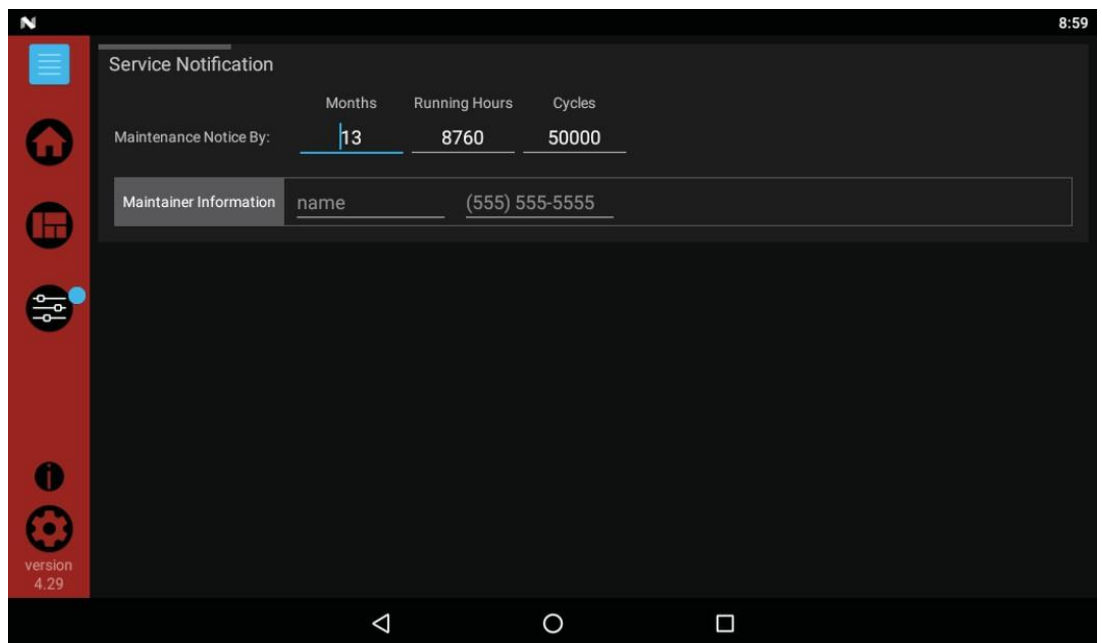 8:59
Service Notification
Months Running Hours Cycles
Maintenance Notice By: 13 8760 50000
Maintainer Information name (555) 555-5555
version
4.29